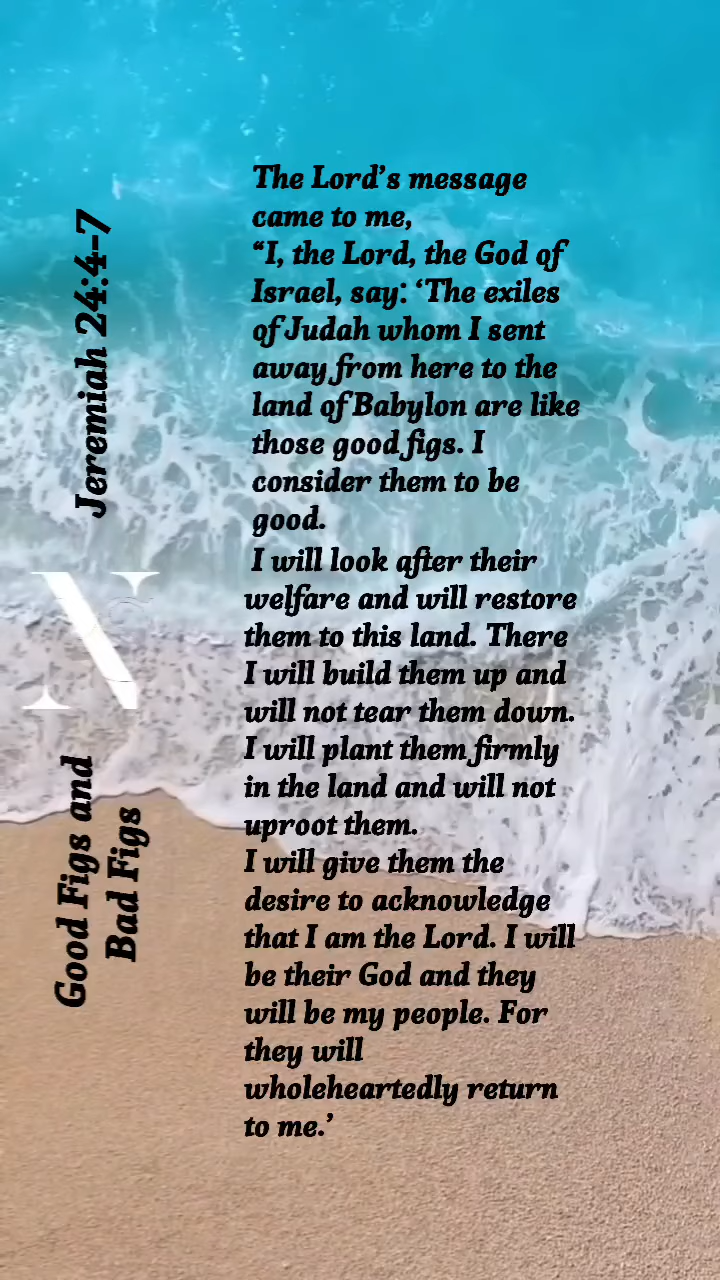 Jeremiah 24:4-7
Good Figs and
Bad Figs
The Lord’s message
came to me,
“I, the Lord, the God of
Israel, say: ‘The exiles
of Judah whom I sent
away from here to the
land of Babylon are like
those good figs. I
consider them to be
good.
I will look after their
welfare and will restore
them to this land. There
I will build them up and
will not tear them down.
I will plant them firmly
in the land and will not
uproot them.
I will give them the
desire to acknowledge
that I am the Lord. I will
be their God and they
will be my people. For
they will
wholeheartedly return
to me.’